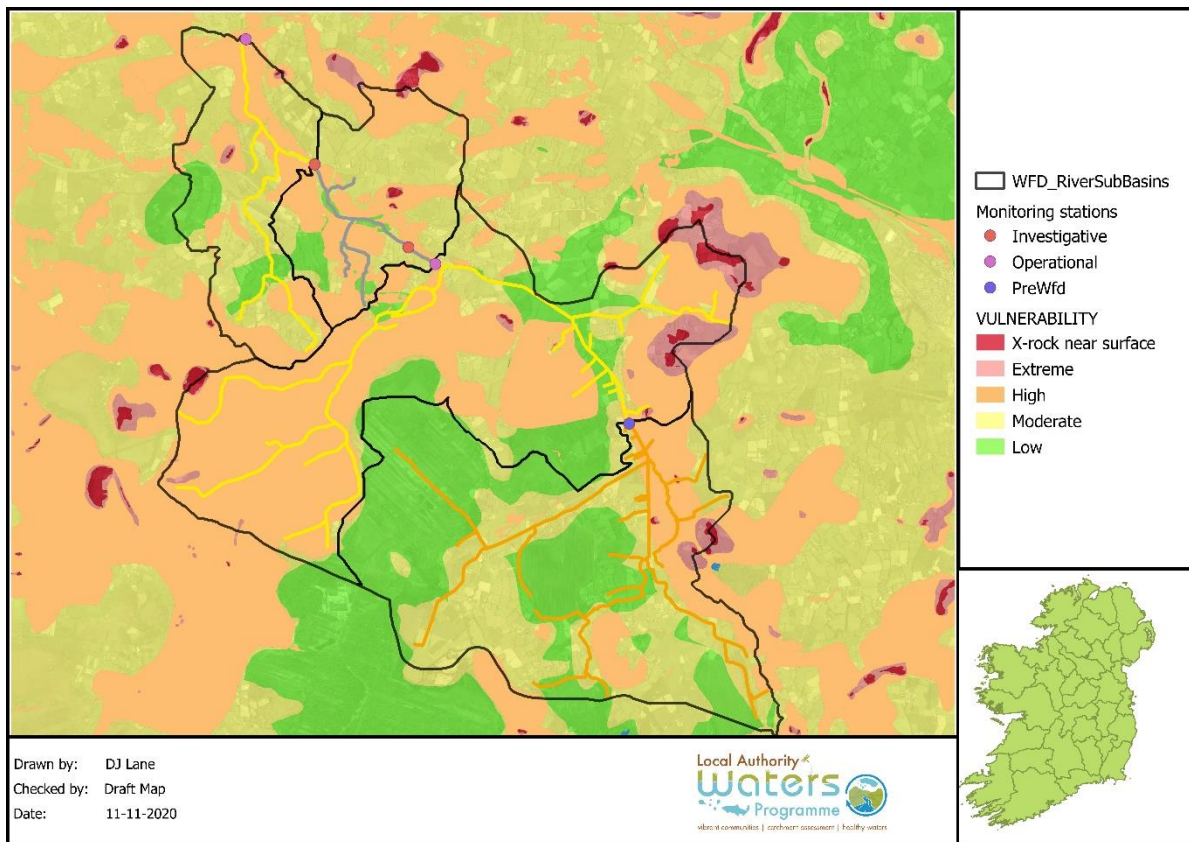 WFD_RiverSubBasins
Monitoring stations
Investigative
Operational
PreWfd
VULNERABILITY
X-rock near surface
Extreme
High
Moderate
Low
Drawn by: DJ Lane
Checked by: Draft Map
Date: 11-11-2020
Local Authority
Waters
Programme
vibrant communities | catchment assessment | healthy waters